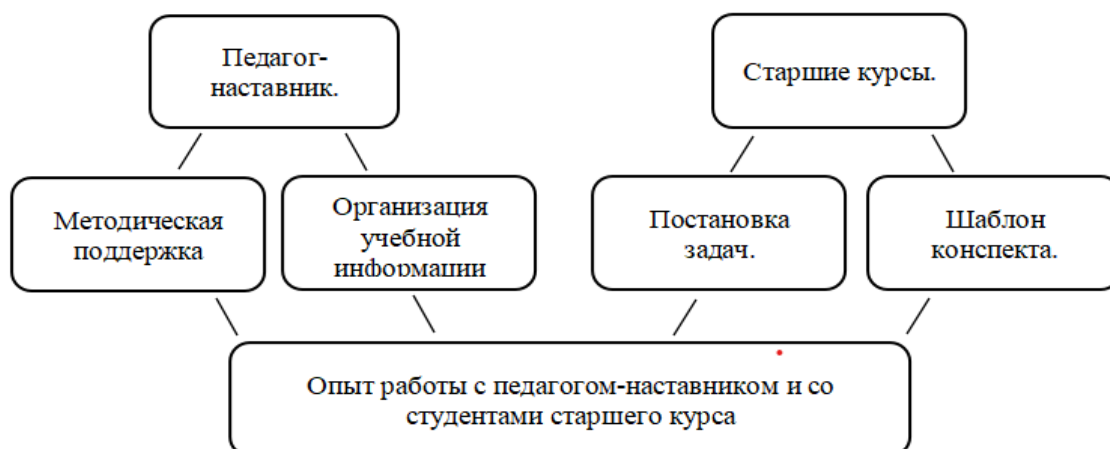 Педагог-
наставник.
Старшие курсы.
Методическая
поддержка
Организация
учебной
информации
Постановка
задач.
Шаблон
конспекта.
Опыт работы с педагогом-наставником и со
студентами старшего курса